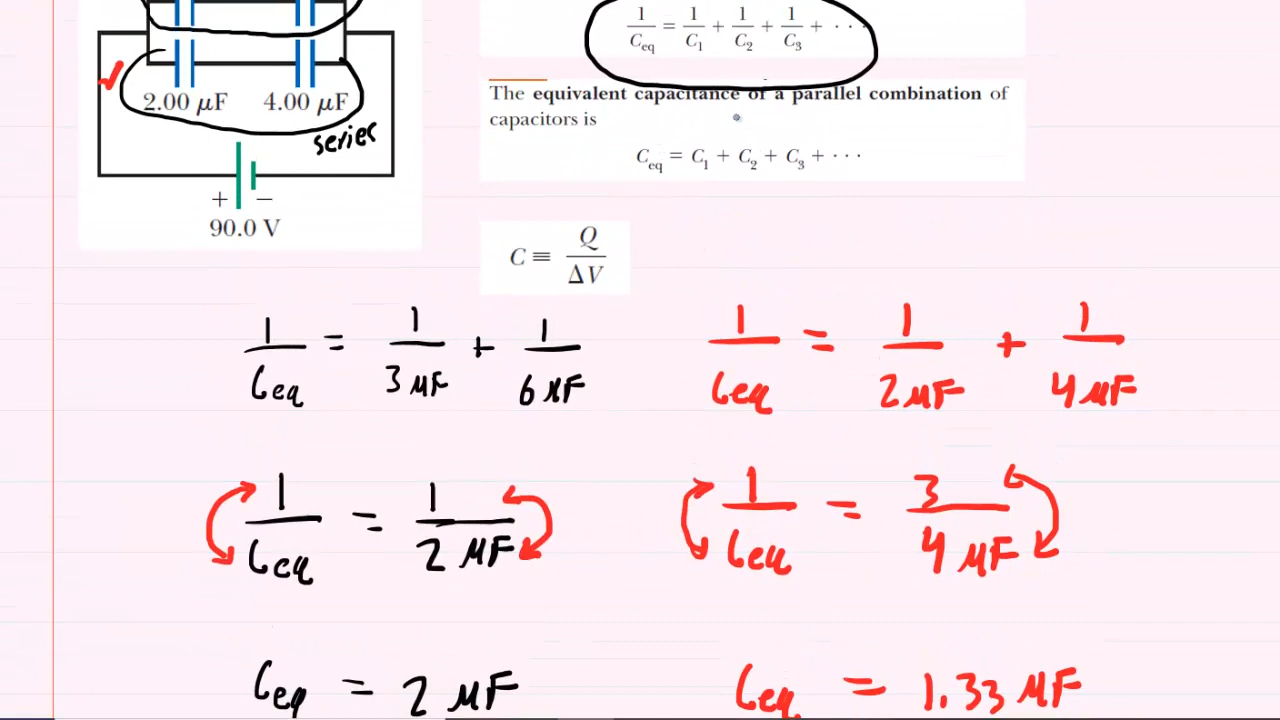 1/C_eq = 1/C_1 + 1/C_2 + 1/C_3 + · · ·
The equivalent capacitance of a parallel combination of
capacitors is
C_eq = C_1 + C_2 + C_3 + · · ·
2.00 μF 4.00 μF
series
+ −
90.0 V
C ≡ Q/ΔV
1/Ceq = 1/3 μF + 1/6 μF
1/Ceq = 1/2 μF
Ceq = 2 μF
1/Ceq = 1/2 μF + 1/4 μF
1/Ceq = 3/4 μF
Ceq = 1.33 μF